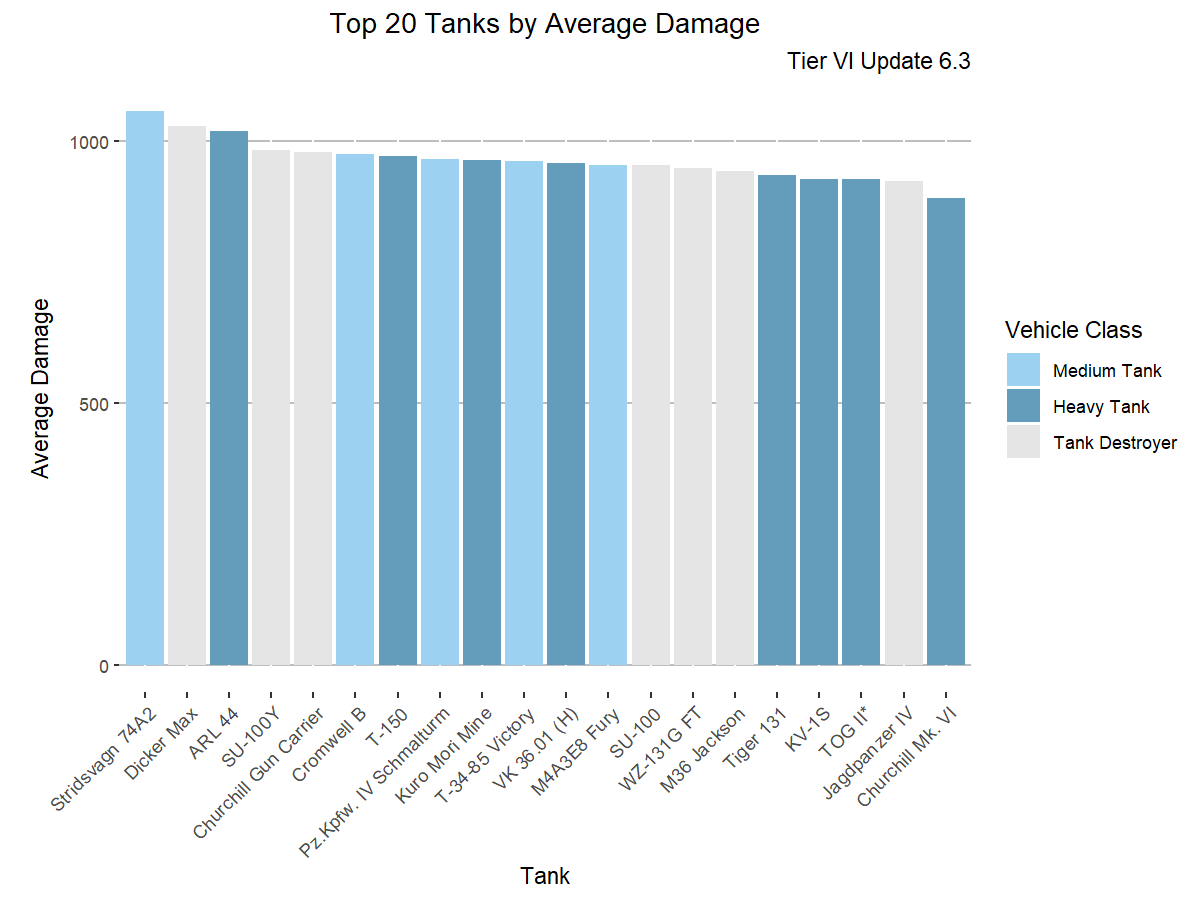 Top 20 Tanks by Average Damage
Tier VI Update 6.3
Average Damage
1000
500
0
Stridsvagn 74A2
Dicker Max
ARL 44
SU-100Y
Churchill Gun Carrier
Cromwell B
T-150
Pz.Kpfw. IV Schmalturm
Kuro Mori Mine
T-34-85 Victory
VK 36.01 (H)
M4A3E8 Fury
SU-100
WZ-131G FT
M36 Jackson
Tiger 131
KV-1S
TOG II*
Jagdpanzer IV
Churchill Mk. VI
Tank
Vehicle Class
Medium Tank
Heavy Tank
Tank Destroyer